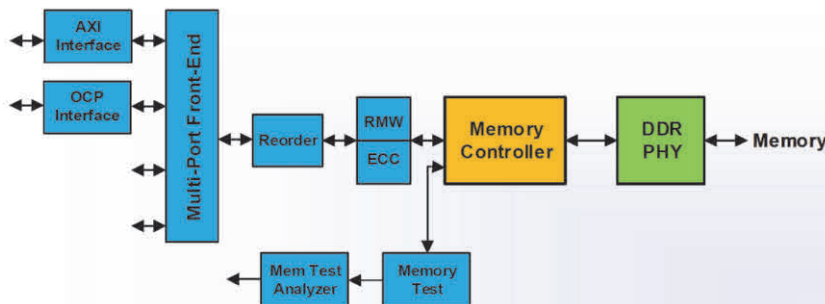 AXI
Interface
OCP
Interface
Multi-Port Front-End
Reorder
RMW
ECC
Memory
Controller
DDR
PHY
Memory
Mem Test
Analyzer
Memory
Test